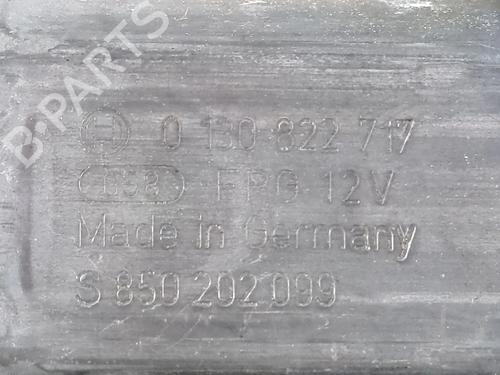 B-PARTS
0 130 822 717
FPG 12V
Made in Germany
S 850 202 099